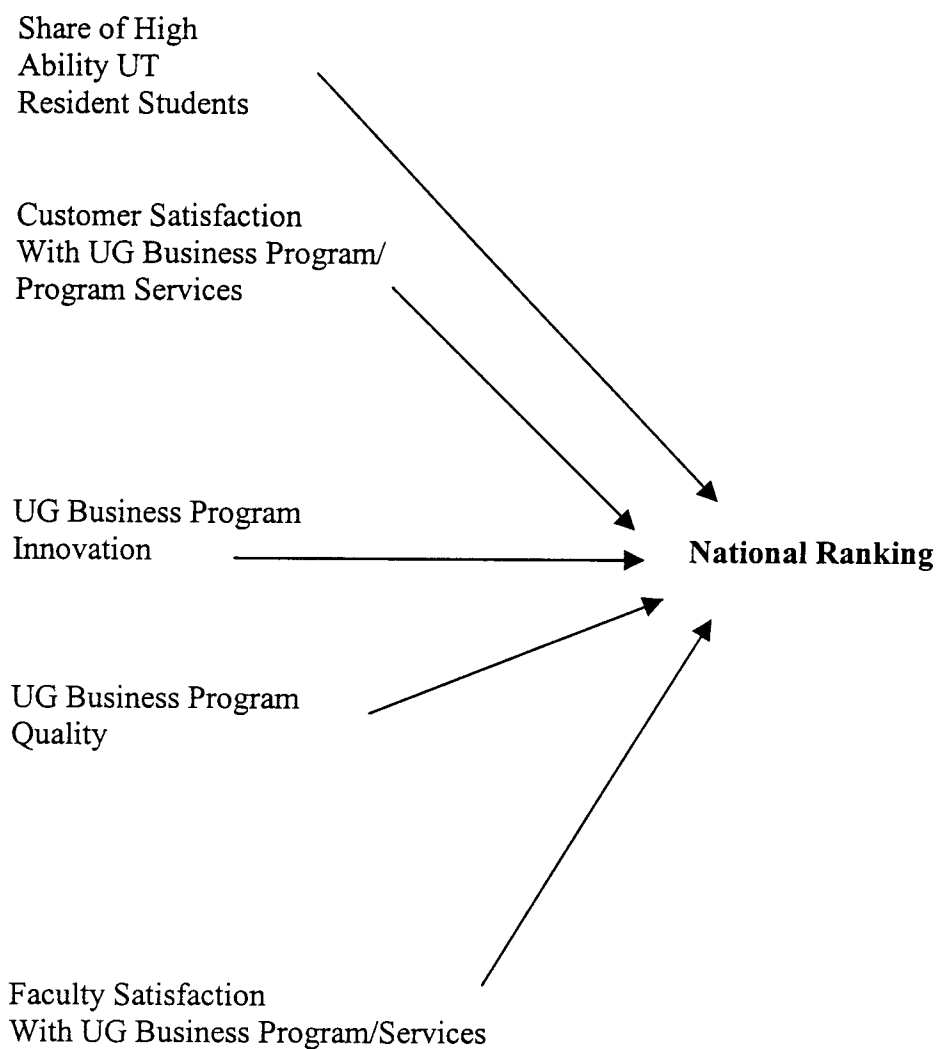 Share of High
Ability UT
Resident Students
Customer Satisfaction
With UG Business Program/
Program Services
UG Business Program
Innovation
National Ranking
UG Business Program
Quality
Faculty Satisfaction
With UG Business Program/Services